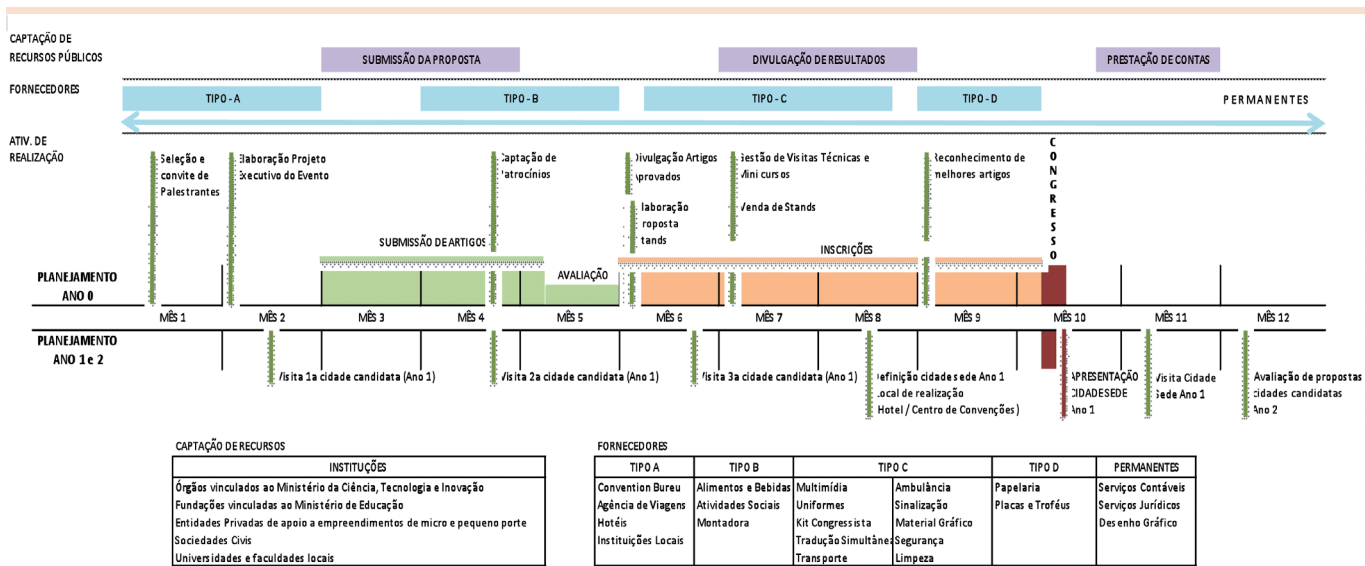 CAPTAÇÃO DE
RECURSOS PÚBLICOS
SUBMISSÃO DA PROPOSTA
DIVULGAÇÃO DE RESULTADOS
PRESTAÇÃO DE CONTAS
FORNECEDORES
TIPO - A
TIPO - B
TIPO - C
TIPO - D
PERMANENTES
ATIV. DE
REALIZAÇÃO
Seleção e
convite de
Palestrantes
Elaboração Projeto
Executivo do Evento
Captação de
Patrocínios
Divulgação Artigos
Aprovados
Elaboração
Proposta
Stands
Gestão de Visitas Técnicas e
Mini cursos
Venda de Stands
Reconhecimento de
melhores artigos
CONGRESSO
SUBMISSÃO DE ARTIGOS
AVALIAÇÃO
INSCRIÇÕES
PLANEJAMENTO
ANO 0
MÊS 1
MÊS 2
MÊS 3
MÊS 4
MÊS 5
MÊS 6
MÊS 7
MÊS 8
MÊS 9
MÊS 10
MÊS 11
MÊS 12
PLANEJAMENTO
ANO 1 e 2
Visita 1a cidade candidata (Ano 1)
Visita 2a cidade candidata (Ano 1)
Visita 3a cidade candidata (Ano 1)
Definição cidade sede Ano 1
Local de realização
(Hotel / Centro de Convenções)
APRESENTAÇÃO
CIDADE SEDE
Ano 1
Visita Cidade
Sede Ano 1
Avaliação de propostas
cidades candidatas
Ano 2
CAPTAÇÃO DE RECURSOS
INSTITUÇÕES
Órgãos vinculados ao Ministério da Ciência, Tecnologia e Inovação
Fundações vinculadas ao Ministério de Educação
Entidades Privadas de apoio a empreendimentos de micro e pequeno porte
Sociedades Civis
Universidades e faculdades locais
FORNECEDORES
TIPO A
TIPO B
TIPO C
TIPO D
PERMANENTES
Convention Bureu
Alimentos e Bebidas
Multimídia
Ambulância
Papelaria
Serviços Contáveis
Agência de Viagens
Atividades Sociais
Uniformes
Sinalização
Placas e Troféus
Serviços Jurídicos
Hotéis
Montadora
Kit Congressista
Material Gráfico
Desenho Gráfico
Instituições Locais
Tradução Simultânea
Segurança
Transporte
Limpeza